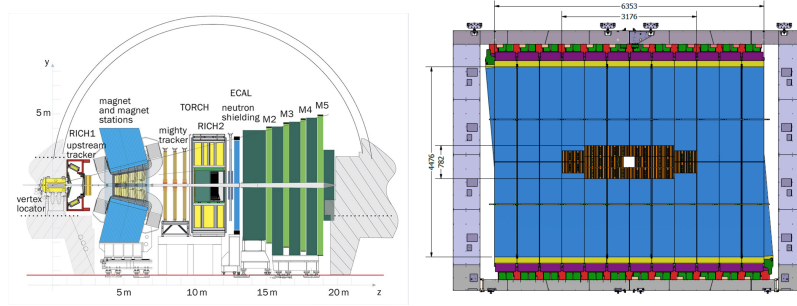 y
5 m
magnet and magnet
stations
RICH1
upstream
tracker
vertex
locator
TORCH
mighty
tracker
RICH2
ECAL
neutron
shielding
M2
M3
M4
M5
5 m
10 m
15 m
20 m
z
6353
3176
4476
782